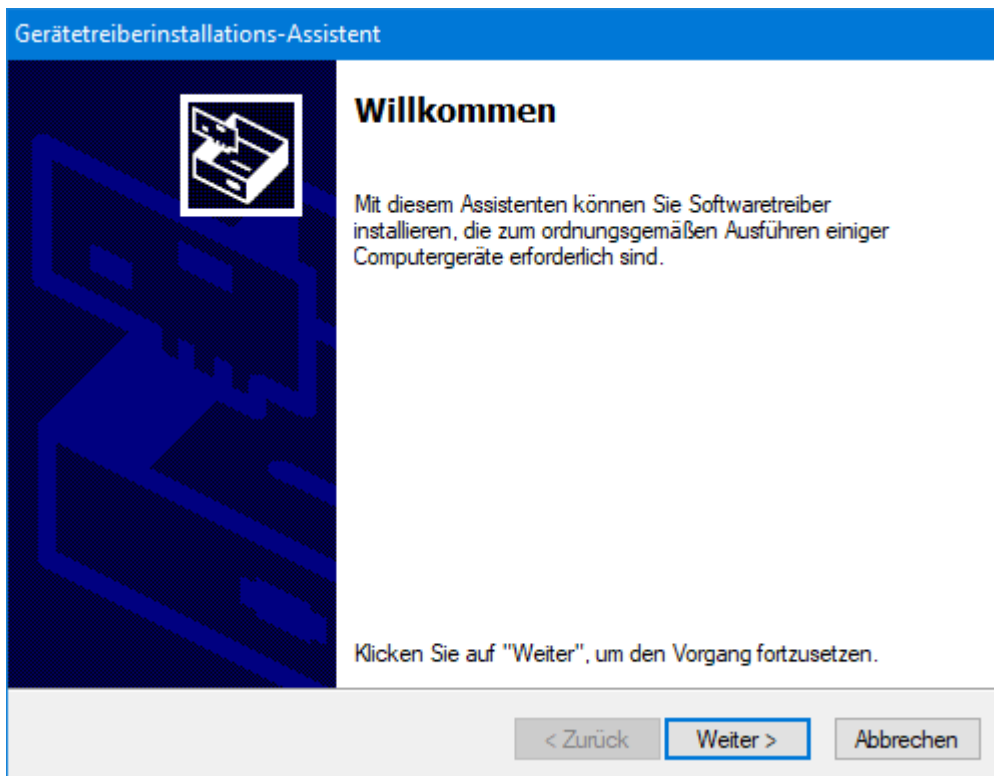 Gerätetreiberinstallations-Assistent
Willkommen
Mit diesem Assistenten können Sie Softwaretreiber
installieren, die zum ordnungsgemäßen Ausführen einiger
Computergeräte erforderlich sind.
Klicken Sie auf "Weiter", um den Vorgang fortzusetzen.
< Zurück Weiter > Abbrechen